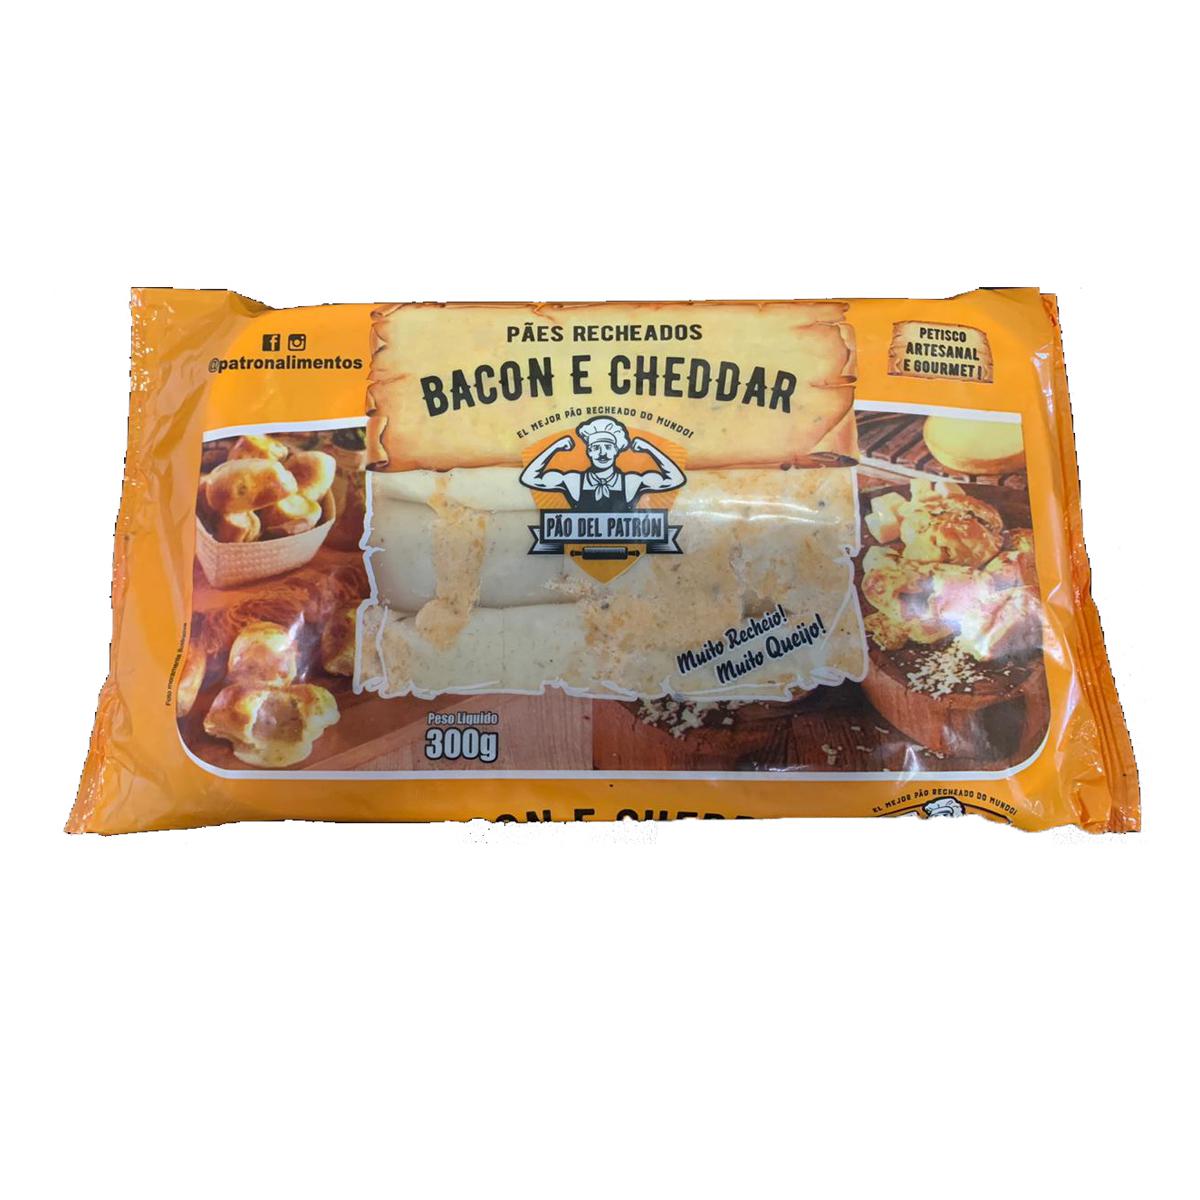 @patronalimentos
PÃES RECHEADOS
BACON E CHEDDAR
EL MEJOR PÃO RECHEADO DO MUNDO!
PÃO DEL PATRÓN
PETISCO
ARTESANAL
E GOURMET!
Muito Recheio!
Muito Queijo!
Peso Liquido
300g
EL MEJOR PÃO RECHEADO DO MUNDO!